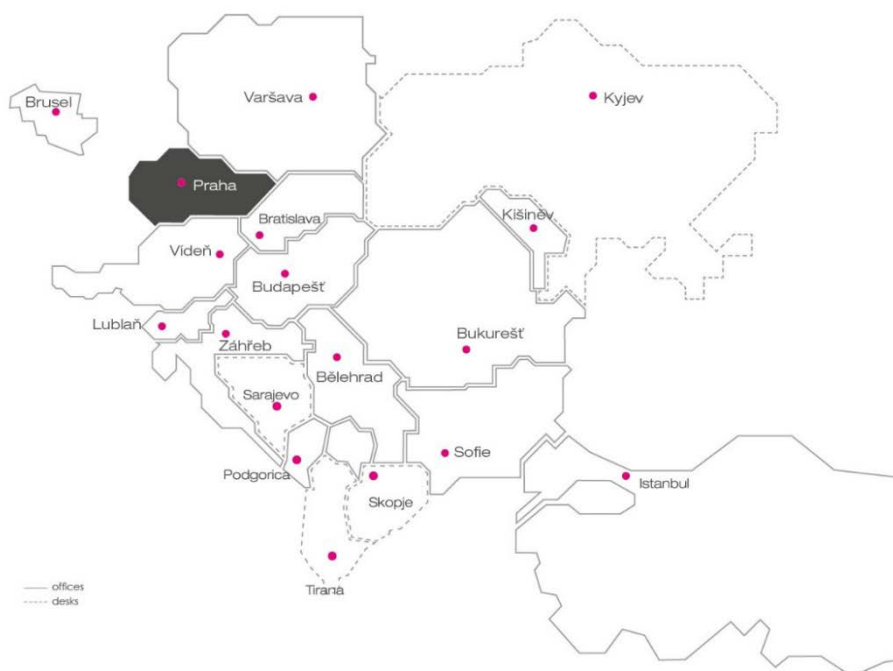 Varšava
Kyjev
Brusel
Praha
Kišinev
Bratislava
Vídeň
Budapešť
Lublaň
Bukurešť
Záhřeb
Bělehrad
Sarajevo
Sofie
Podgorica
Istanbul
Skopje
Tirana
offices
desks